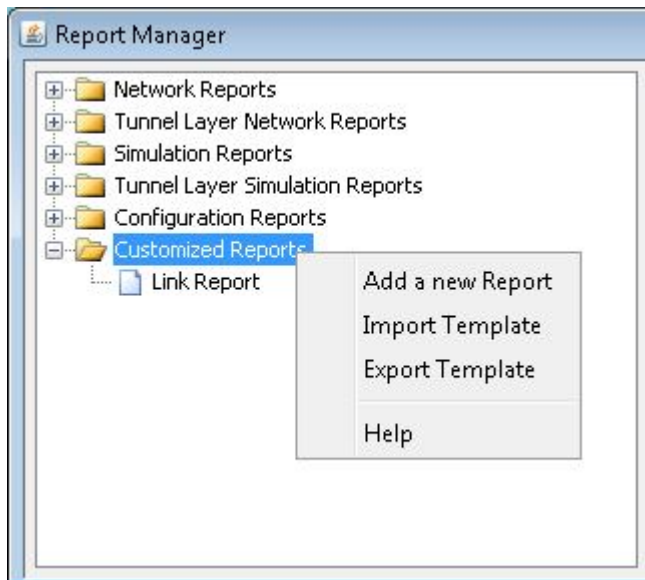 Report Manager
Network Reports
Tunnel Layer Network Reports
Simulation Reports
Tunnel Layer Simulation Reports
Configuration Reports
Customized Reports
Link Report
Add a new Report
Import Template
Export Template
Help